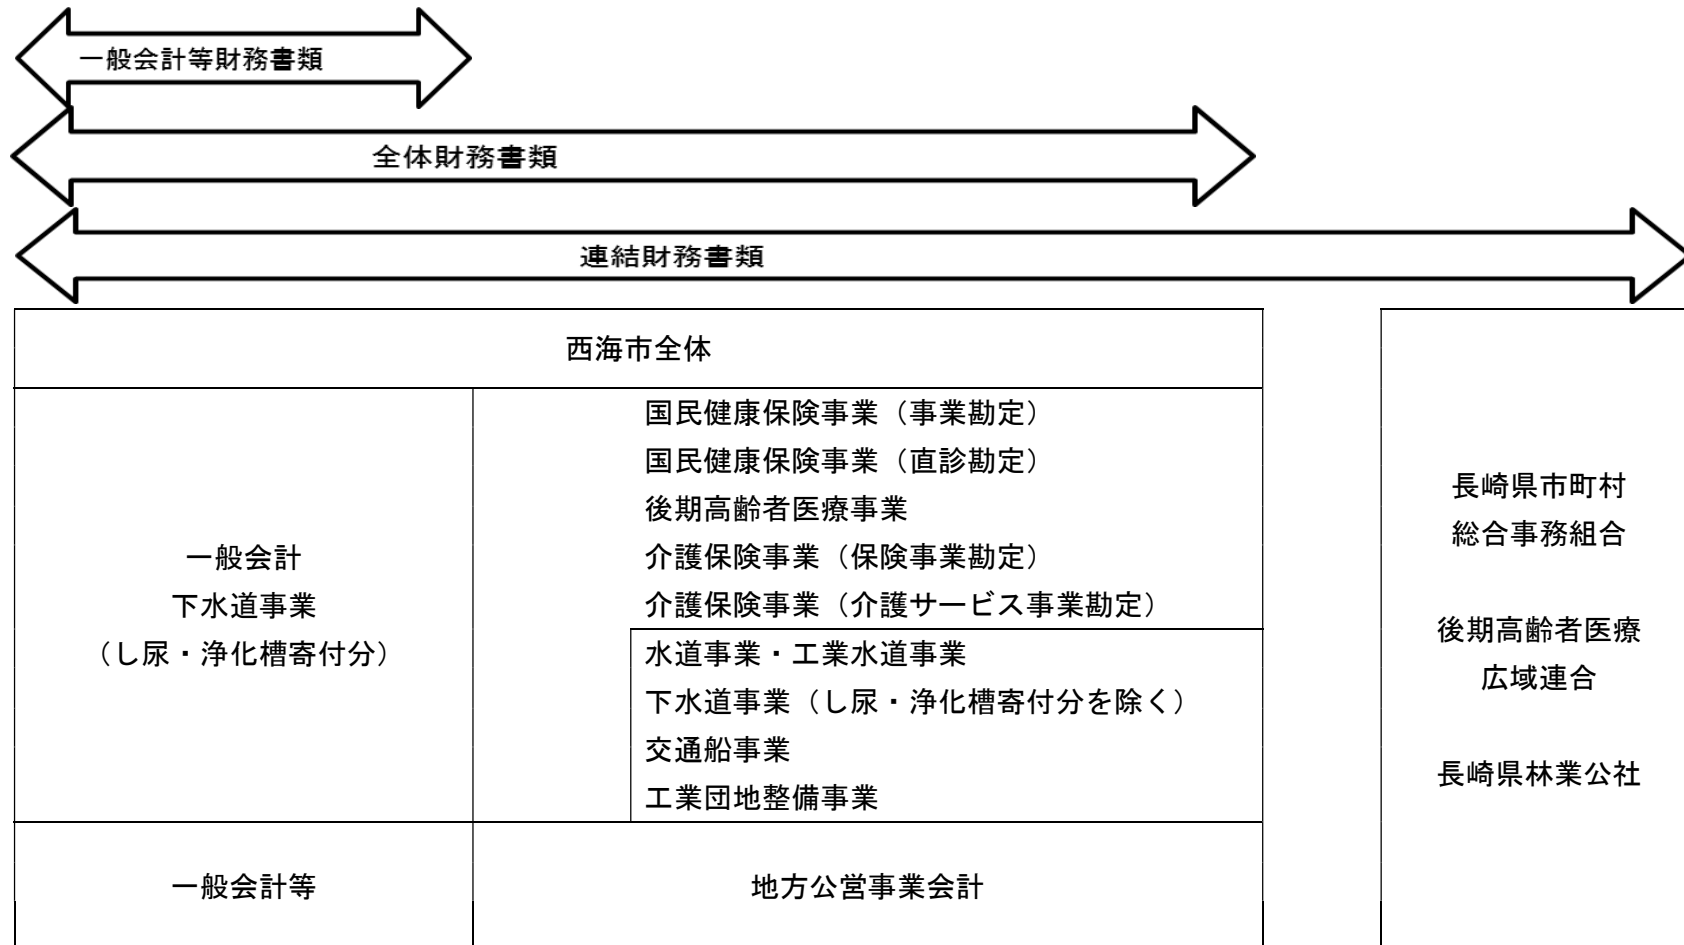 一般会計等財務書類
全体財務書類
連結財務書類
西海市全体
一般会計
下水道事業
（し尿・浄化槽寄付分）
国民健康保険事業（事業勘定）
国民健康保険事業（直診勘定）
後期高齢者医療事業
介護保険事業（保険事業勘定）
介護保険事業（介護サービス事業勘定）
水道事業・工業水道事業
下水道事業（し尿・浄化槽寄付分を除く）
交通船事業
工業団地整備事業
一般会計等
地方公営事業会計
長崎県市町村
総合事務組合
後期高齢者医療
広域連合
長崎県林業公社